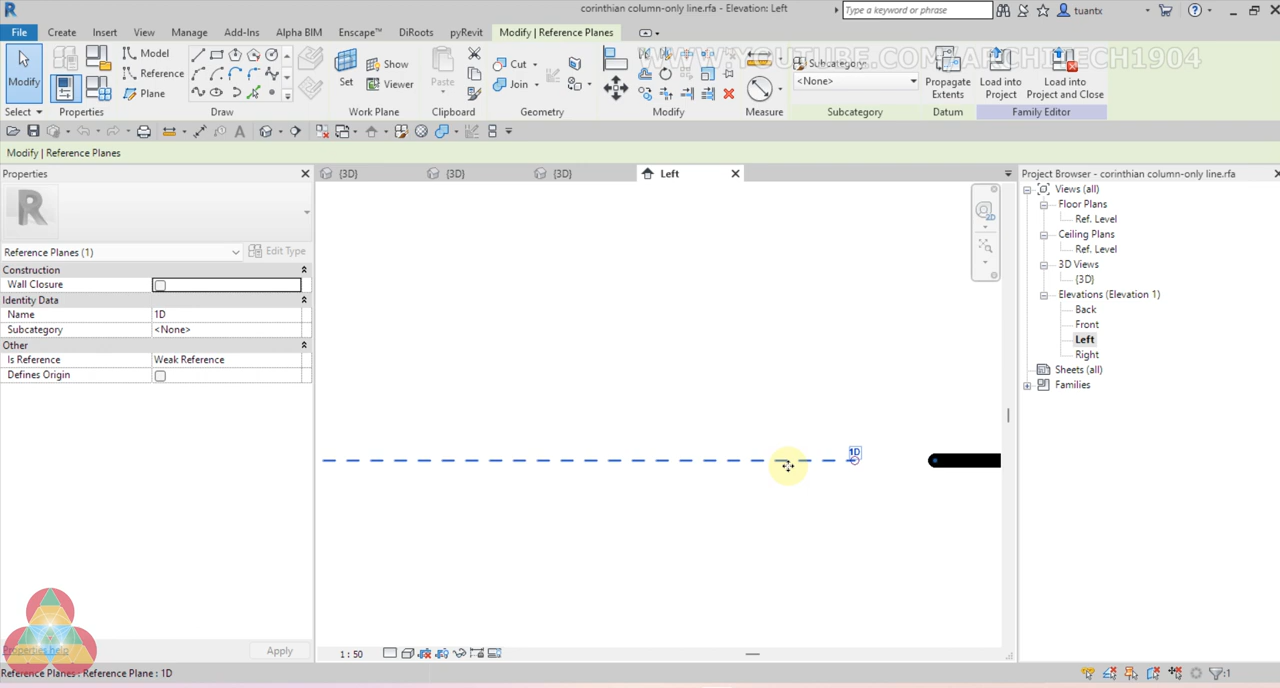 corinthian column-only line.rfa - Elevation: Left
Type a keyword or phrase
tuantx
File Create Insert View Manage Add-Ins Alpha BIM Enscape™ DiRoots pyRevit Modify | Reference Planes
WWW.YOUTUBE.COM/ARCHITECH1904
Modify
Model
Reference
Plane
Set
Show
Viewer
Paste
Cut
Join
Subcategory:
<None>
Propagate Extents
Load into Project
Load into Project and Close
Select Properties Draw Work Plane Clipboard Geometry Modify Measure Subcategory Datum Family Editor
Modify | Reference Planes
Properties
{3D} {3D} {3D} Left
Project Browser - corinthian column-only line.rfa
R
Reference Planes (1)
Edit Type
Construction
Wall Closure
Identity Data
Name 1D
Subcategory <None>
Other
Is Reference Weak Reference
Defines Origin
2D
1D
Views (all)
Floor Plans
Ref. Level
Ceiling Plans
Ref. Level
3D Views
{3D}
Elevations (Elevation 1)
Back
Front
Left
Right
Sheets (all)
Families
Properties help
Apply
1 : 50
Reference Planes : Reference Plane : 1D
:1